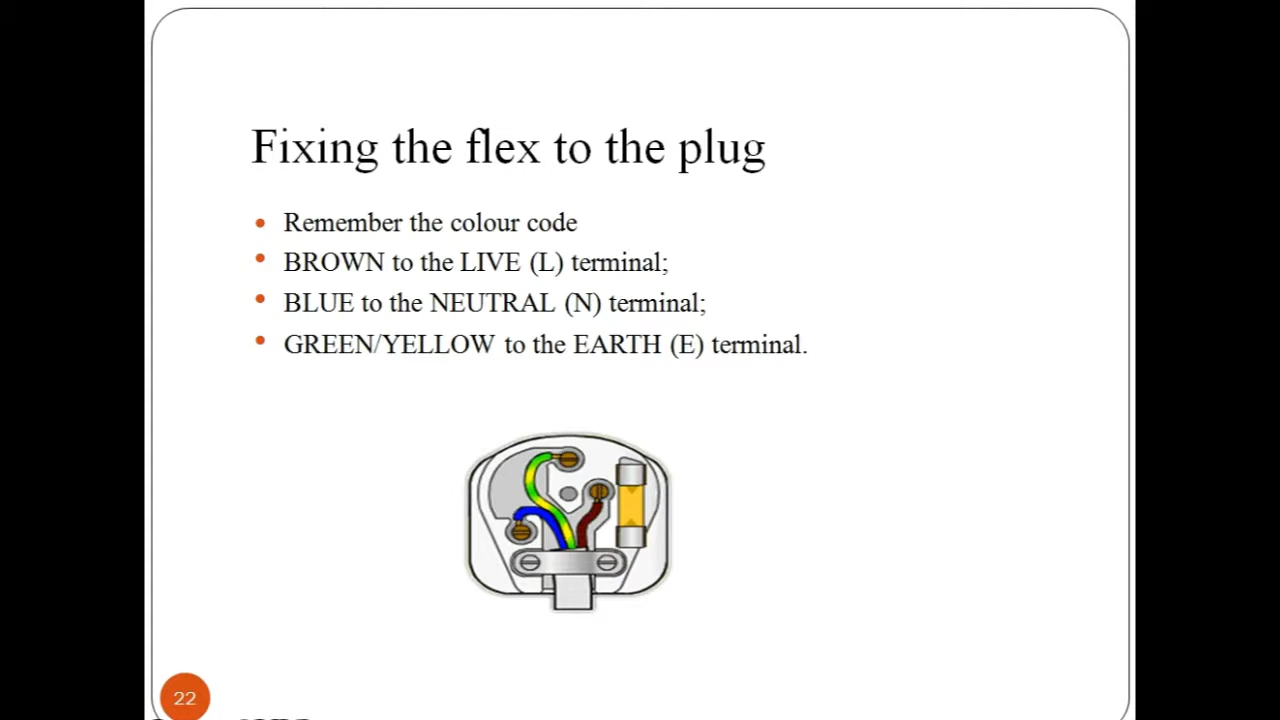 Fixing the flex to the plug
Remember the colour code
BROWN to the LIVE (L) terminal;
BLUE to the NEUTRAL (N) terminal;
GREEN/YELLOW to the EARTH (E) terminal.
22